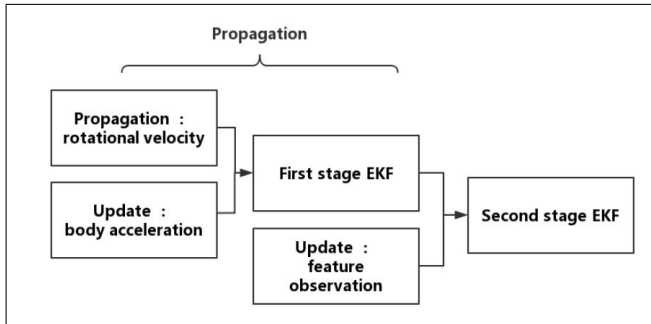 Propagation
Propagation :
rotational velocity
Update :
body acceleration
First stage EKF
Update :
feature
observation
Second stage EKF